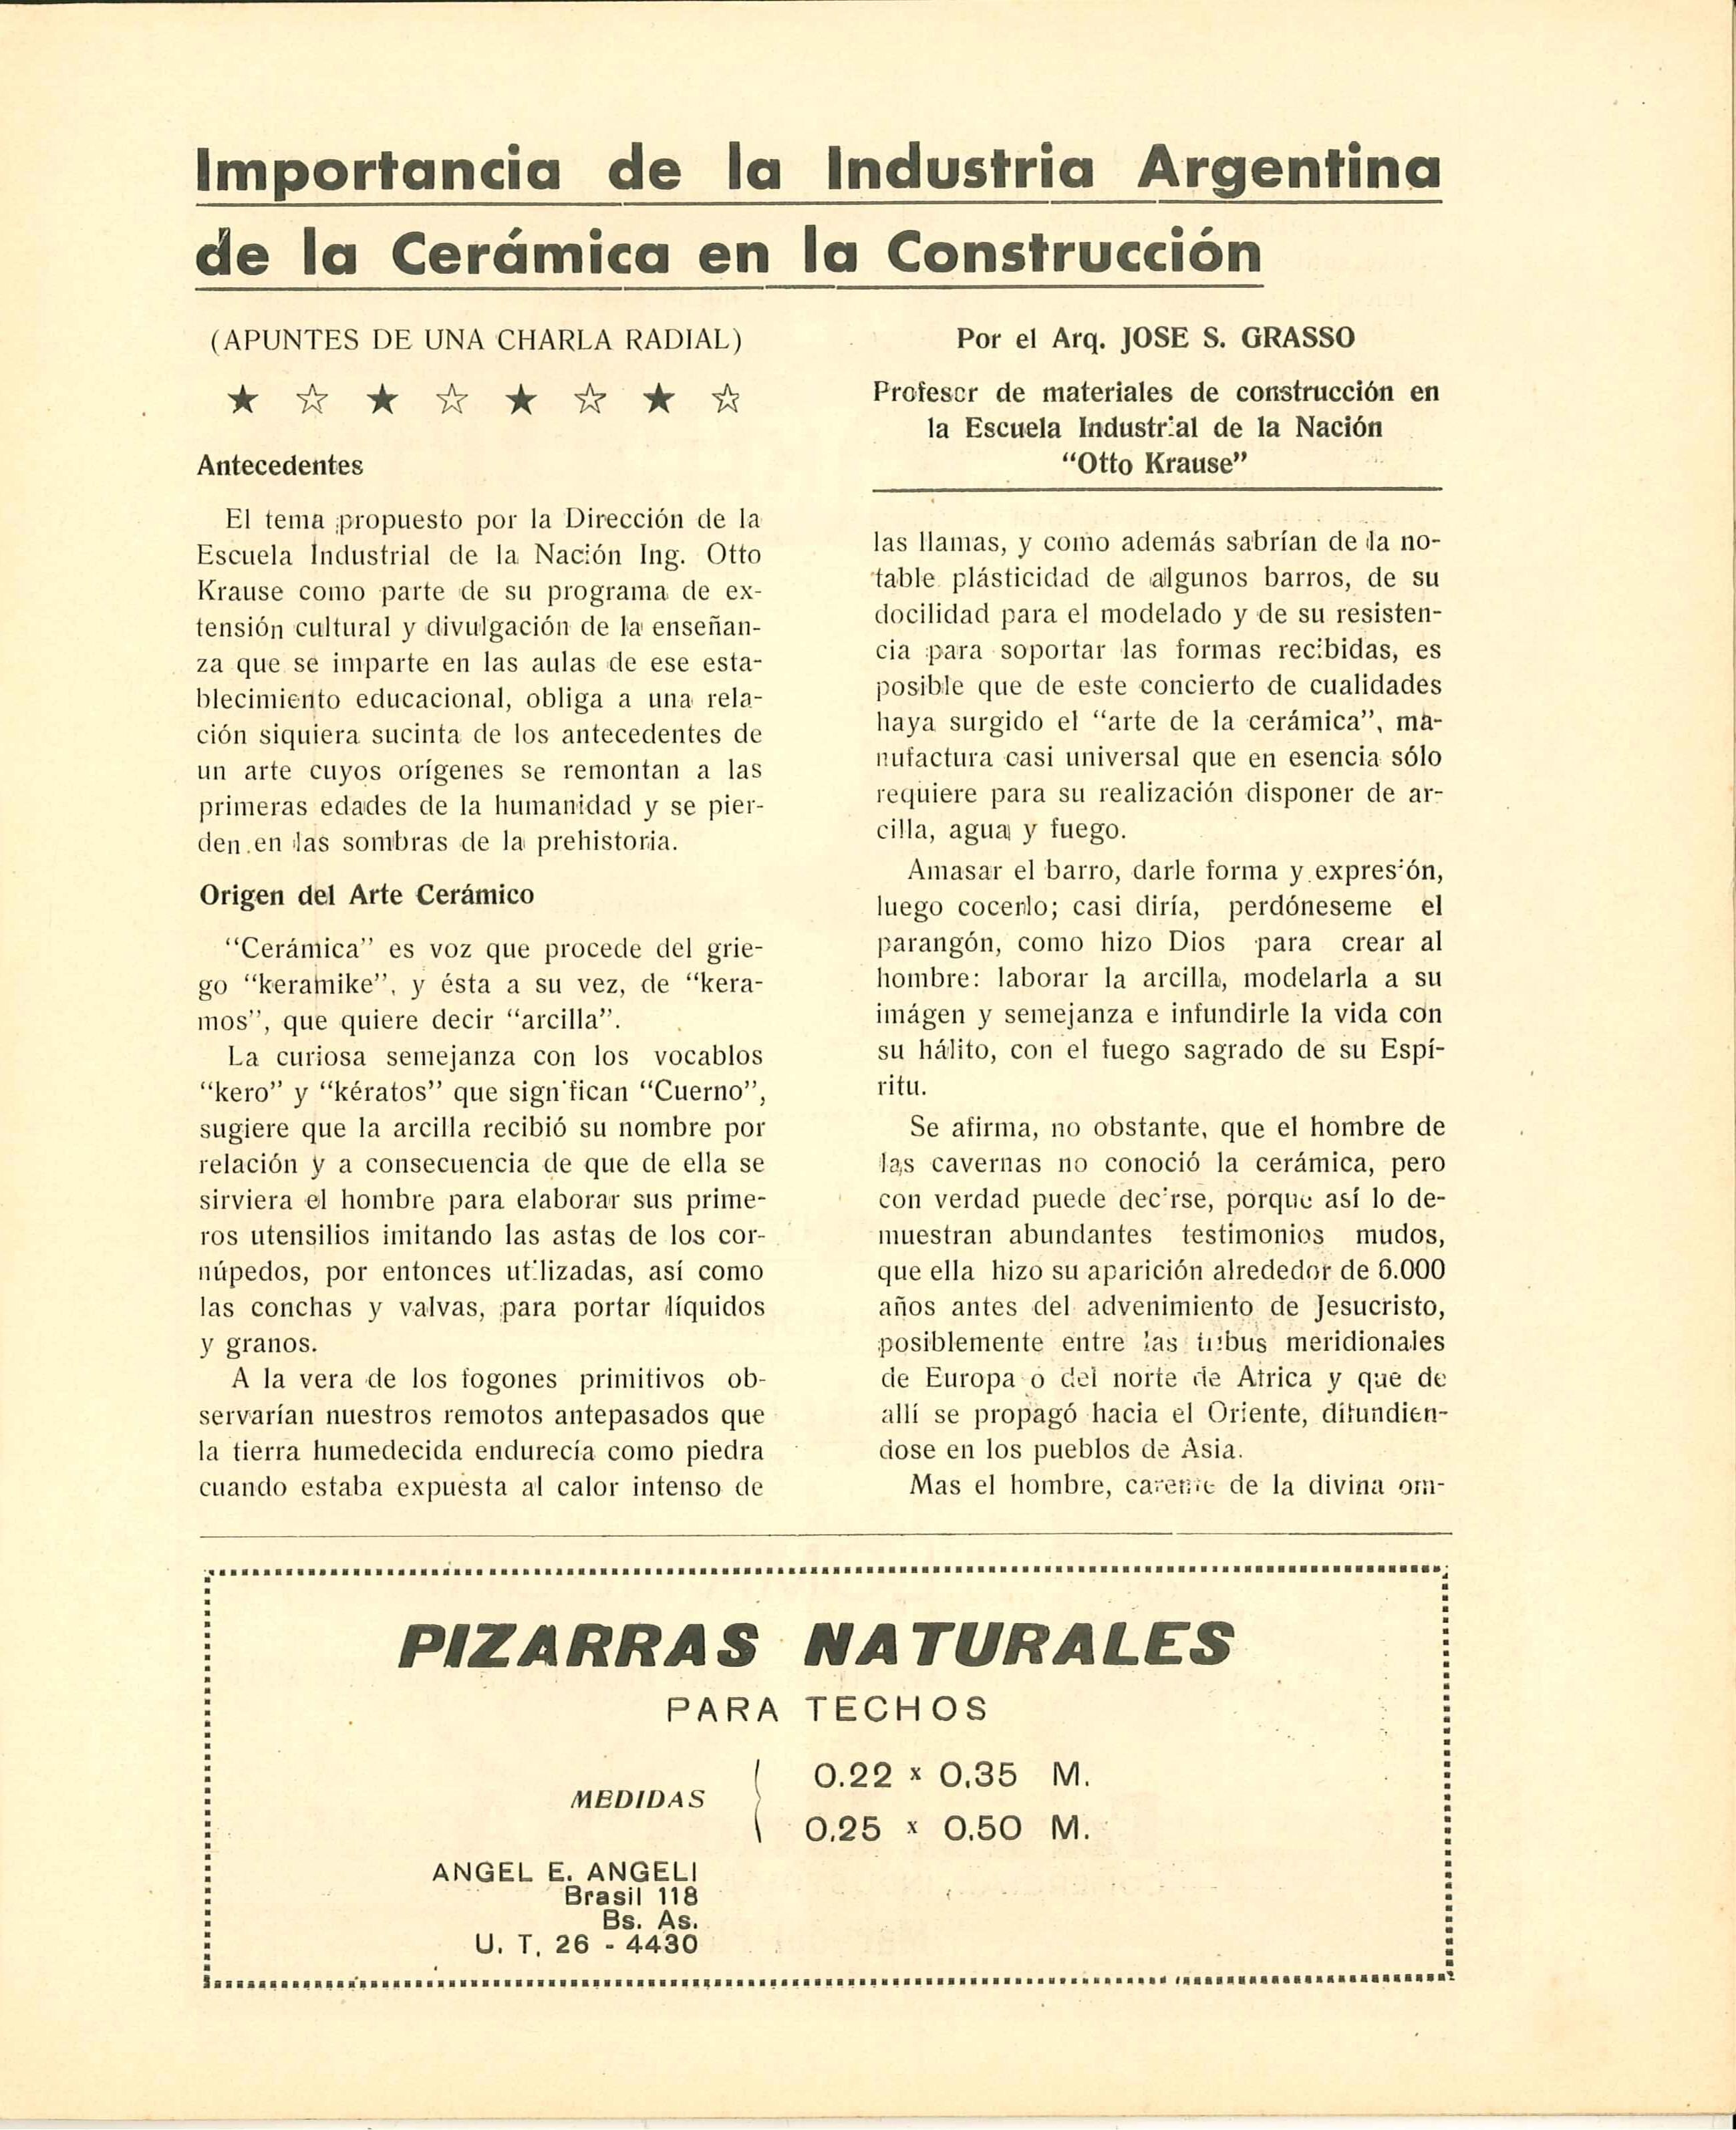 Importancia de la Industria Argentina
de la Cerámica en la Construcción
(APUNTES DE UNA CHARLA RADIAL)
★ ☆ ★ ☆ ★ ☆ ★ ☆
Antecedentes
El tema propuesto por la Dirección de la
Escuela Industrial de la Nación Ing. Otto
Krause como parte de su programa de ex-
tensión cultural y divulgación de la enseñan-
za que se imparte en las aulas de ese esta-
blecimiento educacional, obliga a una rela-
ción siquiera sucinta de los antecedentes de
un arte cuyos orígenes se remontan a las
primeras edades de la humanidad y se pier-
den en las sombras de la prehistoria.
Origen del Arte Cerámico
“Cerámica” es voz que procede del grie-
go “keramike”, y ésta a su vez, de “kera-
mos”, que quiere decir “arcilla”.
La curiosa semejanza con los vocablos
“kero” y “kératos” que significan “Cuerno”,
sugiere que la arcilla recibió su nombre por
relación y a consecuencia de que de ella se
sirviera el hombre para elaborar sus prime-
ros utensilios imitando las astas de los cor-
núpedos, por entonces utilizadas, así como
las conchas y valvas, para portar líquidos
y granos.
A la vera de los fogones primitivos ob-
servarían nuestros remotos antepasados que
la tierra humedecida endurecía como piedra
cuando estaba expuesta al calor intenso de
Por el Arq. JOSE S. GRASSO
Profesor de materiales de construcción en
la Escuela Industrial de la Nación
“Otto Krause”
las llamas, y como además sabrían de la no-
table plásticidad de algunos barros, de su
docilidad para el modelado y de su resisten-
cia para soportar las formas recibidas, es
posible que de este concierto de cualidades
haya surgido el “arte de la cerámica”, ma-
nufactura casi universal que en esencia sólo
requiere para su realización disponer de ar-
cilla, agua y fuego.
Amasar el barro, darle forma y expresión,
luego cocerlo; casi diría, perdóneseme el
parangón, como hizo Dios para crear al
hombre: laborar la arcilla, modelarla a su
imágen y semejanza e infundirle la vida con
su hálito, con el fuego sagrado de su Espí-
ritu.
Se afirma, no obstante, que el hombre de
las cavernas no conoció la cerámica, pero
con verdad puede decirse, porque así lo de-
muestran abundantes testimonios mudos,
que ella hizo su aparición alrededor de 6.000
años antes del advenimiento de Jesucristo,
posiblemente entre las tribus meridionales
de Europa o del norte de Africa y que de
allí se propagó hacia el Oriente, difundien-
dose en los pueblos de Asia.
Mas el hombre, carente de la divina om-
PIZARRAS NATURALES
PARA TECHOS
MEDIDAS
0.22 x 0,35 M.
0,25 x 0.50 M.
ANGEL E. ANGELI
Brasil 118
Bs. As.
U. T. 26 - 4430